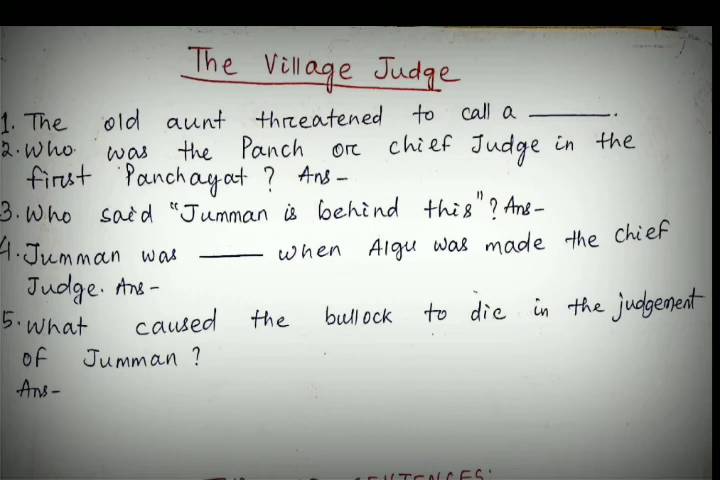 The Village Judge
1. The old aunt threatened to call a ______.
2. Who was the Panch or chief Judge in the
first Panchayat ? Ans -
3. Who said "Jumman is behind this"? Ans -
4. Jumman was ______ when Algu was made the chief
Judge. Ans -
5. What caused the bullock to die in the judgement
of Jumman ?
Ans -
SENTENCES: